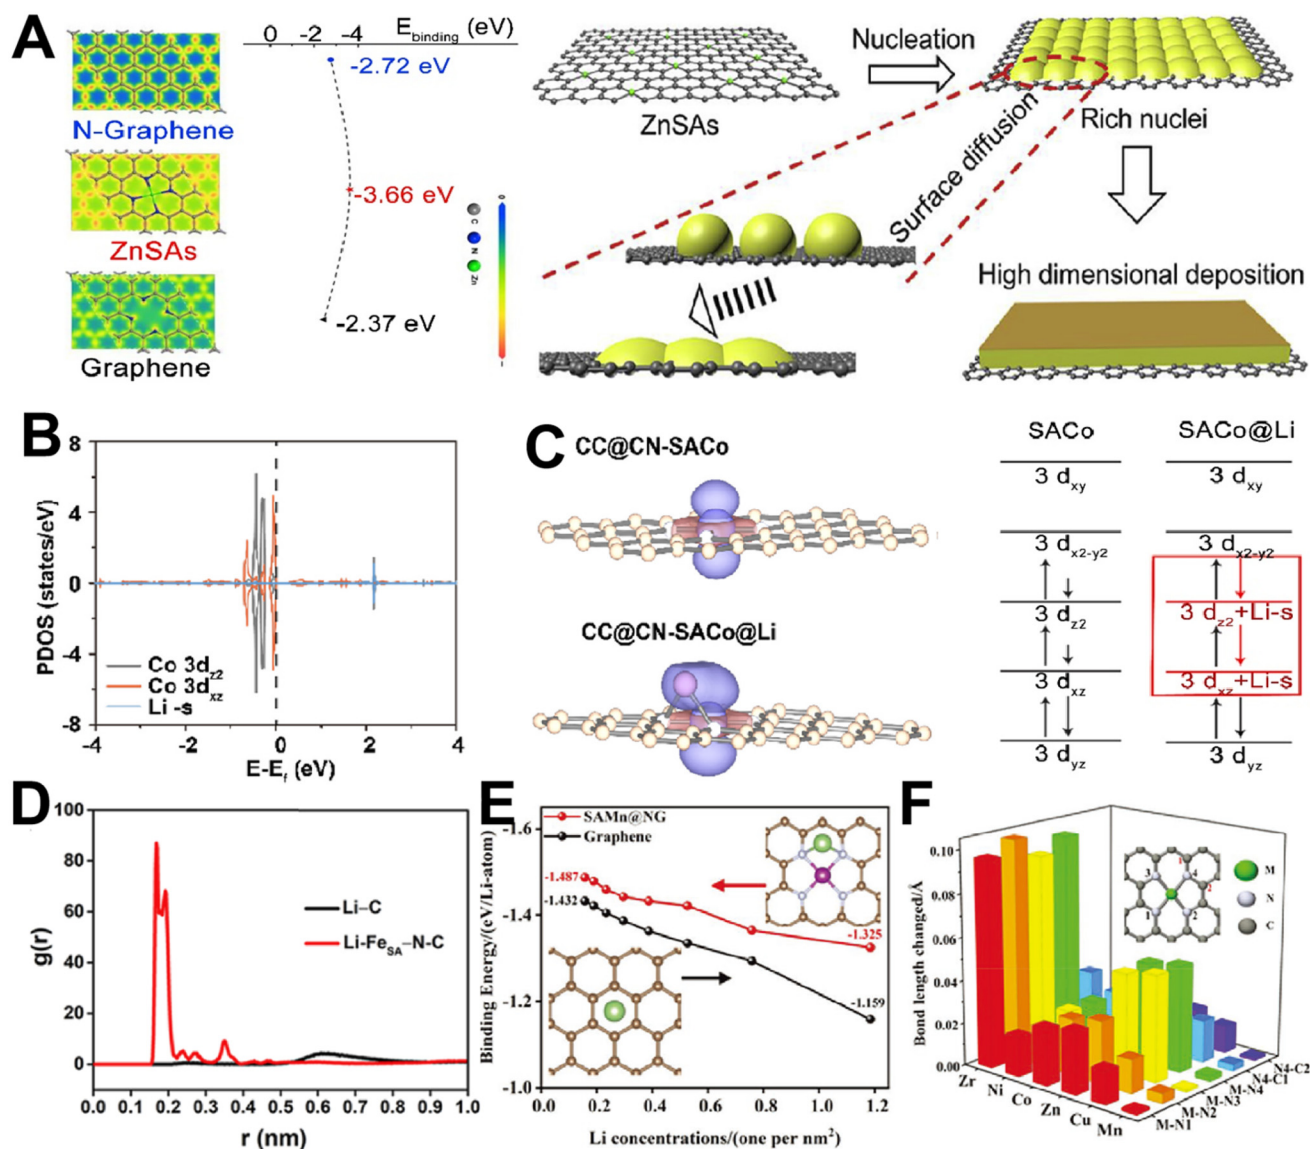 A
0 -2 -4 E_binding (eV)
-2.72 eV
N-Graphene
-3.66 eV
ZnSAs
-2.37 eV
Graphene
C
N
Zn
0
ZnSAs
Nucleation
Rich nuclei
Surface diffusion
High dimensional deposition
B
PDOS (states/eV)
8
4
0
-4
-8
Co 3d_z2
Co 3d_xz
Li -s
-4 -2 0 2 4
E-E_f (eV)
C
CC@CN-SACo
CC@CN-SACo@Li
SACo
3 d_xy
3 d_x2-y2
3 d_z2
3 d_xz
3 d_yz
SACo@Li
3 d_xy
3 d_x2-y2
3 d_z2+Li-s
3 d_xz+Li-s
3 d_yz
D
g(r)
100
80
60
40
20
0
Li-C
Li-Fe_SA-N-C
0.0 0.1 0.2 0.3 0.4 0.5 0.6 0.7 0.8 0.9 1.0
r (nm)
E
Binding Energy/(eV/Li-atom)
-1.6
-1.4
-1.2
-1.0
SAMn@NG
Graphene
-1.487
-1.432
-1.325
-1.159
0.0 0.2 0.4 0.6 0.8 1.0 1.2
Li concentrations/(one per nm²)
F
Bond length changed/Å
0.10
0.08
0.06
0.04
0.02
0.00
1
3 4
2
1 2
M
N
C
Zr
Ni
Co
Zn
Cu
Mn
M-N1
M-N2
M-N3
M-N4
N4-C1
N4-C2